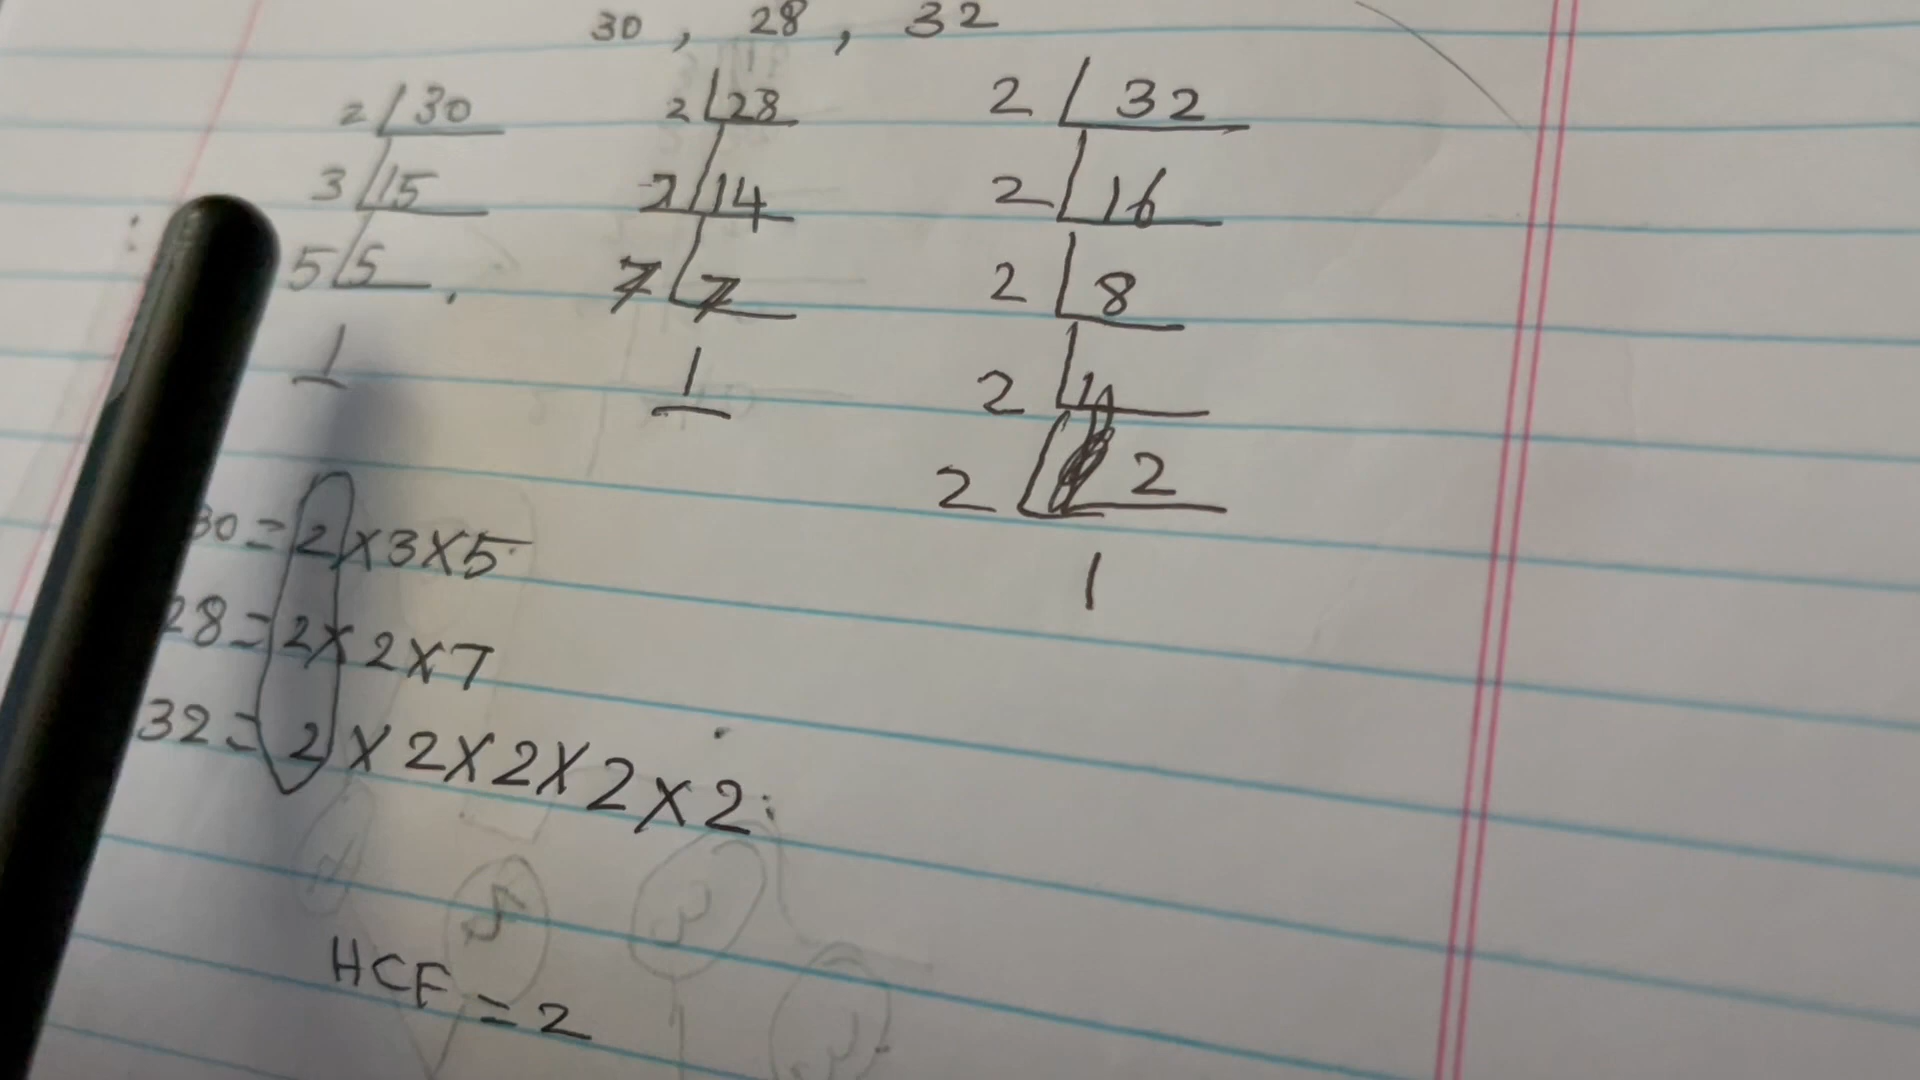 30 , 28 , 32
2 30
3 15
5 5
1
2 28
2 14
7 7
1
2 32
2 16
2 8
2 4
2 2
1
30 = 2 X 3 X 5
28 = 2 X 2 X 7
32 = 2 X 2 X 2 X 2 X 2
HCF = 2